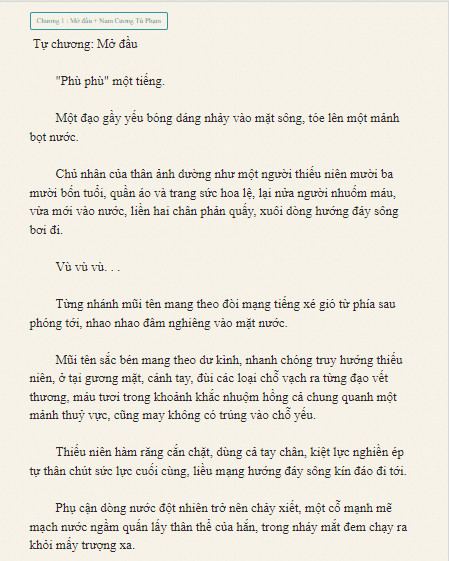 Chương 1 : Mở đầu + Nam Cương Tù Phạm
Tự chương: Mở đầu
"Phù phù" một tiếng.
Một đạo gầy yếu bóng dáng nhảy vào mặt sông, tóe lên một mảnh
bọt nước.
Chủ nhân của thân ảnh dường như một người thiếu niên mười ba
mười bốn tuổi, quần áo và trang sức hoa lệ, lại nửa người nhuốm máu,
vừa mới vào nước, liền hai chân phản quấy, xuôi dòng hướng đáy sông
bơi đi.
Vù vù vù. . .
Từng nhánh mũi tên mang theo đòi mạng tiếng xé gió từ phía sau
phóng tới, nhao nhao đâm nghiêng vào mặt nước.
Mũi tên sắc bén mang theo dư kình, nhanh chóng truy hướng thiếu
niên, ở tại gương mặt, cánh tay, đùi các loại chỗ vạch ra từng đạo vết
thương, máu tươi trong khoảnh khắc nhuộm hồng cả chung quanh một
mảnh thuỷ vực, cũng may không có trúng vào chỗ yếu.
Thiếu niên hàm răng cắn chặt, dùng cả tay chân, kiệt lực nghiền ép
tự thân chút sức lực cuối cùng, liều mạng hướng đáy sông kín đáo đi tới.
Phụ cận dòng nước đột nhiên trở nên chảy xiết, một cỗ mạnh mẽ
mạch nước ngầm quấn lấy thân thể của hắn, trong nháy mắt đem chạy ra
khỏi mấy trượng xa.